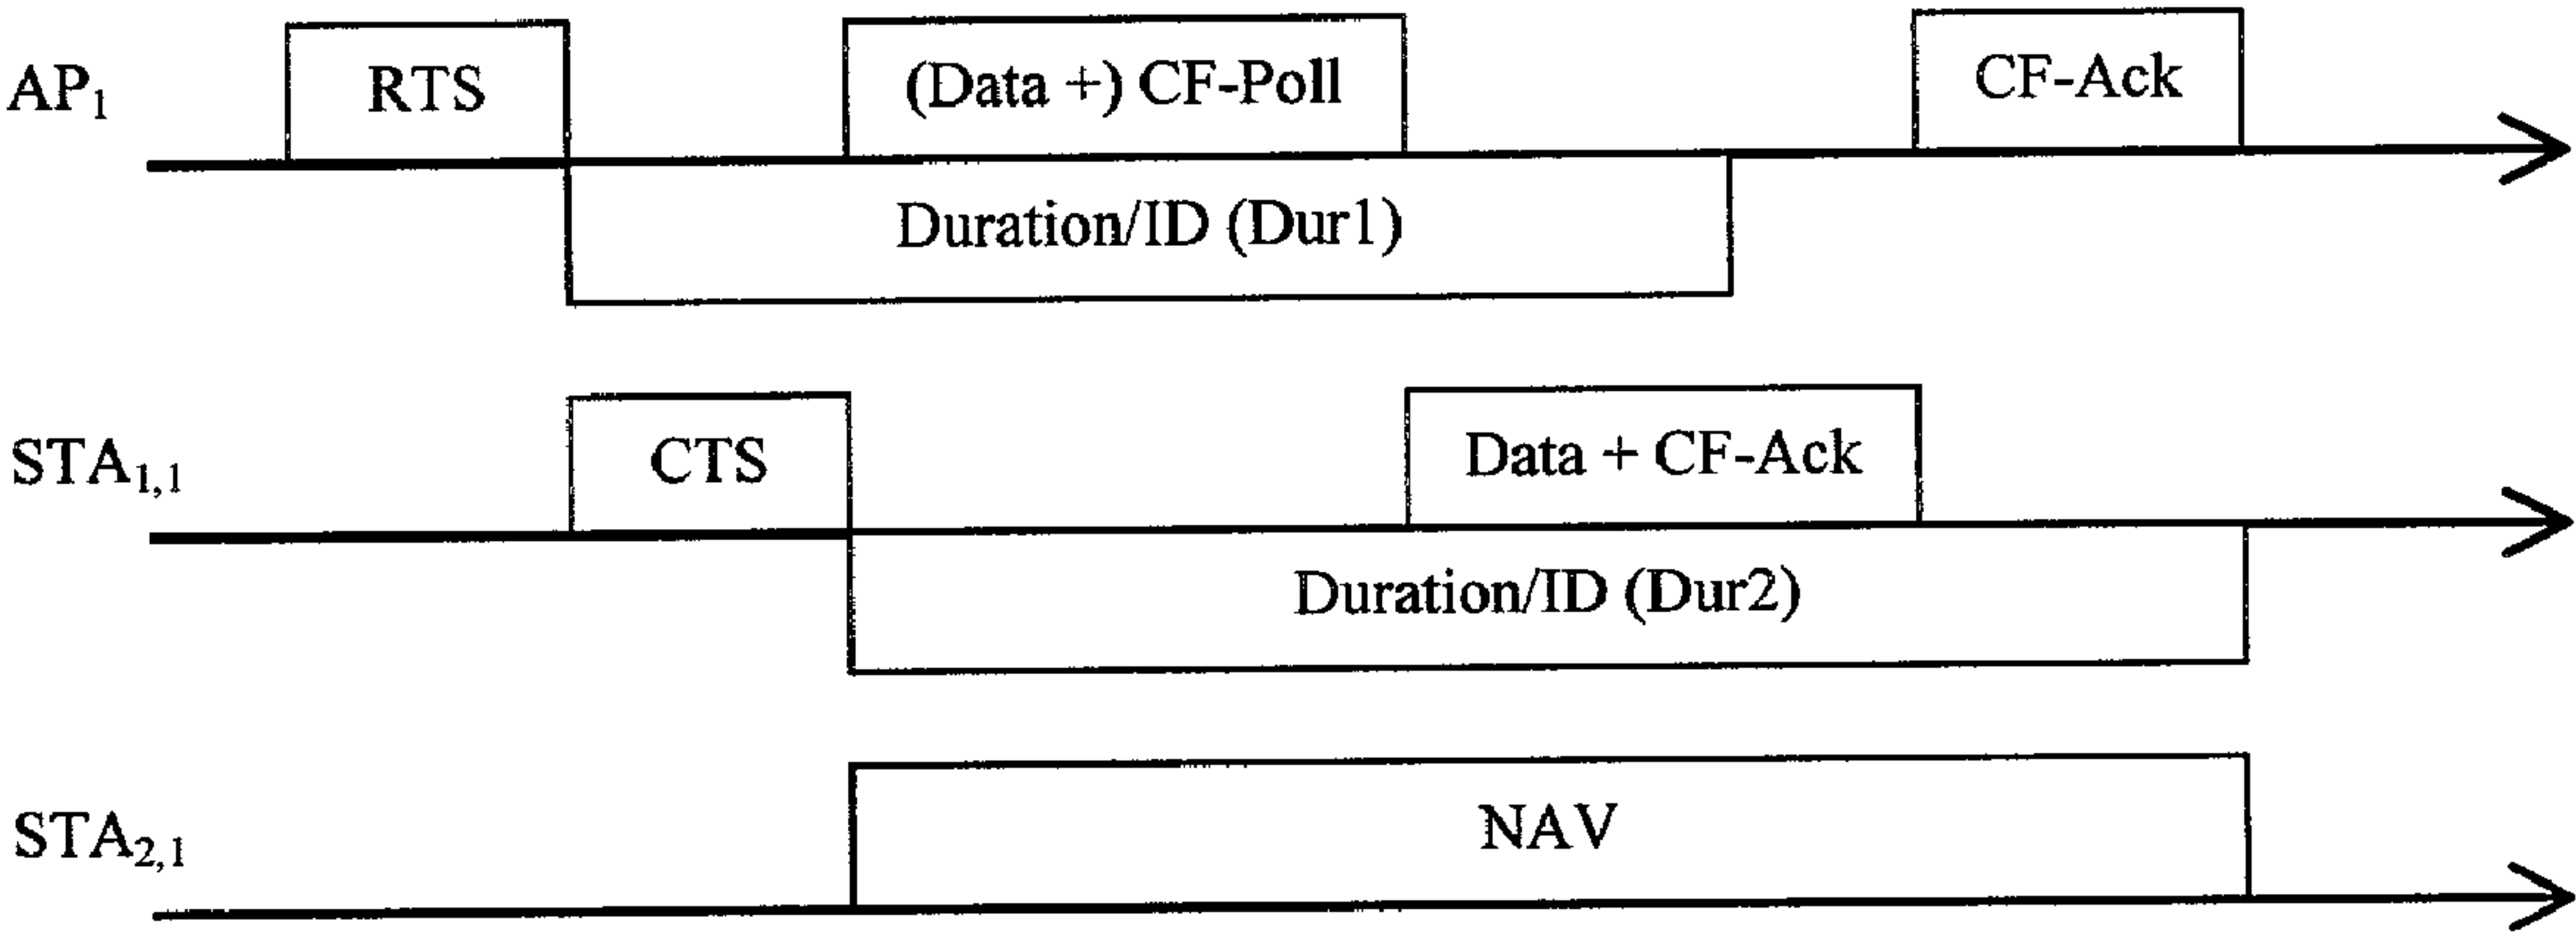 AP1
RTS
(Data +) CF-Poll
CF-Ack
Duration/ID (Dur1)
STA1,1
CTS
Data + CF-Ack
Duration/ID (Dur2)
STA2,1
NAV